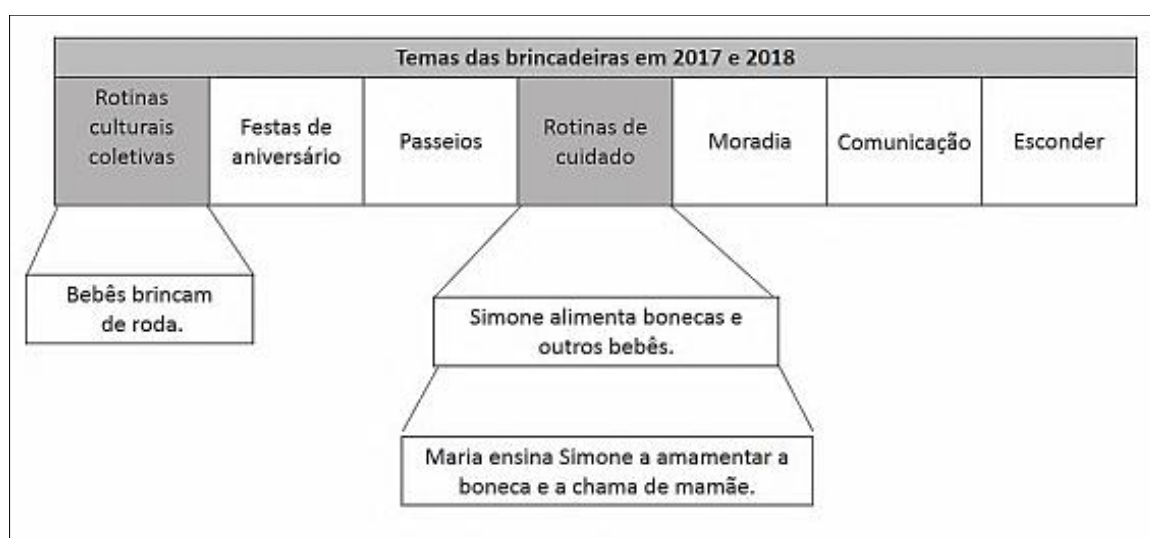 Temas das brincadeiras em 2017 e 2018
Rotinas
culturais
coletivas
Festas de
aniversário
Passeios
Rotinas de
cuidado
Moradia
Comunicação
Esconder
Bebês brincam
de roda.
Simone alimenta bonecas e
outros bebês.
Maria ensina Simone a amamentar a
boneca e a chama de mamãe.